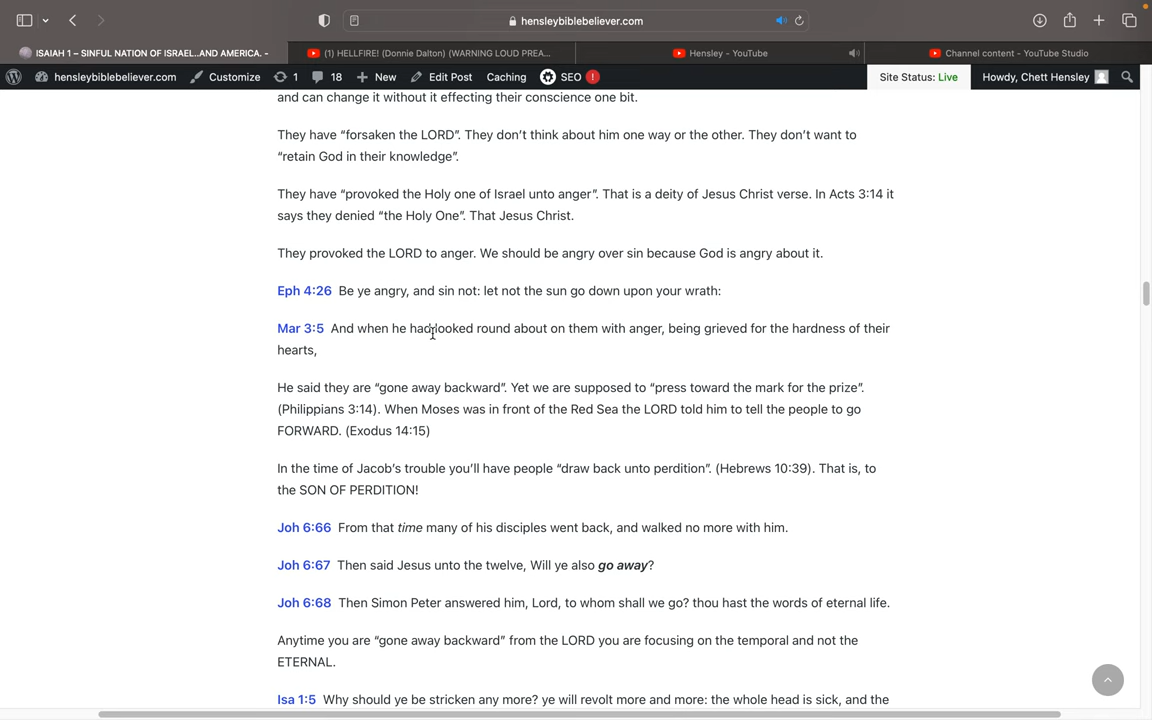 hensleybiblebeliever.com
ISAIAH 1 – SINFUL NATION OF ISRAEL..AND AMERICA. -
(1) HELLFIRE! (Donnie Dalton) (WARNING LOUD PREA...
Hensley - YouTube
Channel content - YouTube Studio
hensleybiblebeliever.com
Customize
1
18
New
Edit Post
Caching
SEO
!
Site Status: Live
Howdy, Chett Hensley
and can change it without it effecting their conscience one bit.
They have “forsaken the LORD”. They don’t think about him one way or the other. They don’t want to
“retain God in their knowledge”.
They have “provoked the Holy one of Israel unto anger”. That is a deity of Jesus Christ verse. In Acts 3:14 it
says they denied “the Holy One”. That Jesus Christ.
They provoked the LORD to anger. We should be angry over sin because God is angry about it.
Eph 4:26 Be ye angry, and sin not: let not the sun go down upon your wrath:
Mar 3:5 And when he had looked round about on them with anger, being grieved for the hardness of their
hearts,
He said they are “gone away backward”. Yet we are supposed to “press toward the mark for the prize”.
(Philippians 3:14). When Moses was in front of the Red Sea the LORD told him to tell the people to go
FORWARD. (Exodus 14:15)
In the time of Jacob’s trouble you’ll have people “draw back unto perdition”. (Hebrews 10:39). That is, to
the SON OF PERDITION!
Joh 6:66 From that time many of his disciples went back, and walked no more with him.
Joh 6:67 Then said Jesus unto the twelve, Will ye also go away?
Joh 6:68 Then Simon Peter answered him, Lord, to whom shall we go? thou hast the words of eternal life.
Anytime you are “gone away backward” from the LORD you are focusing on the temporal and not the
ETERNAL.
Isa 1:5 Why should ye be stricken any more? ye will revolt more and more: the whole head is sick, and the